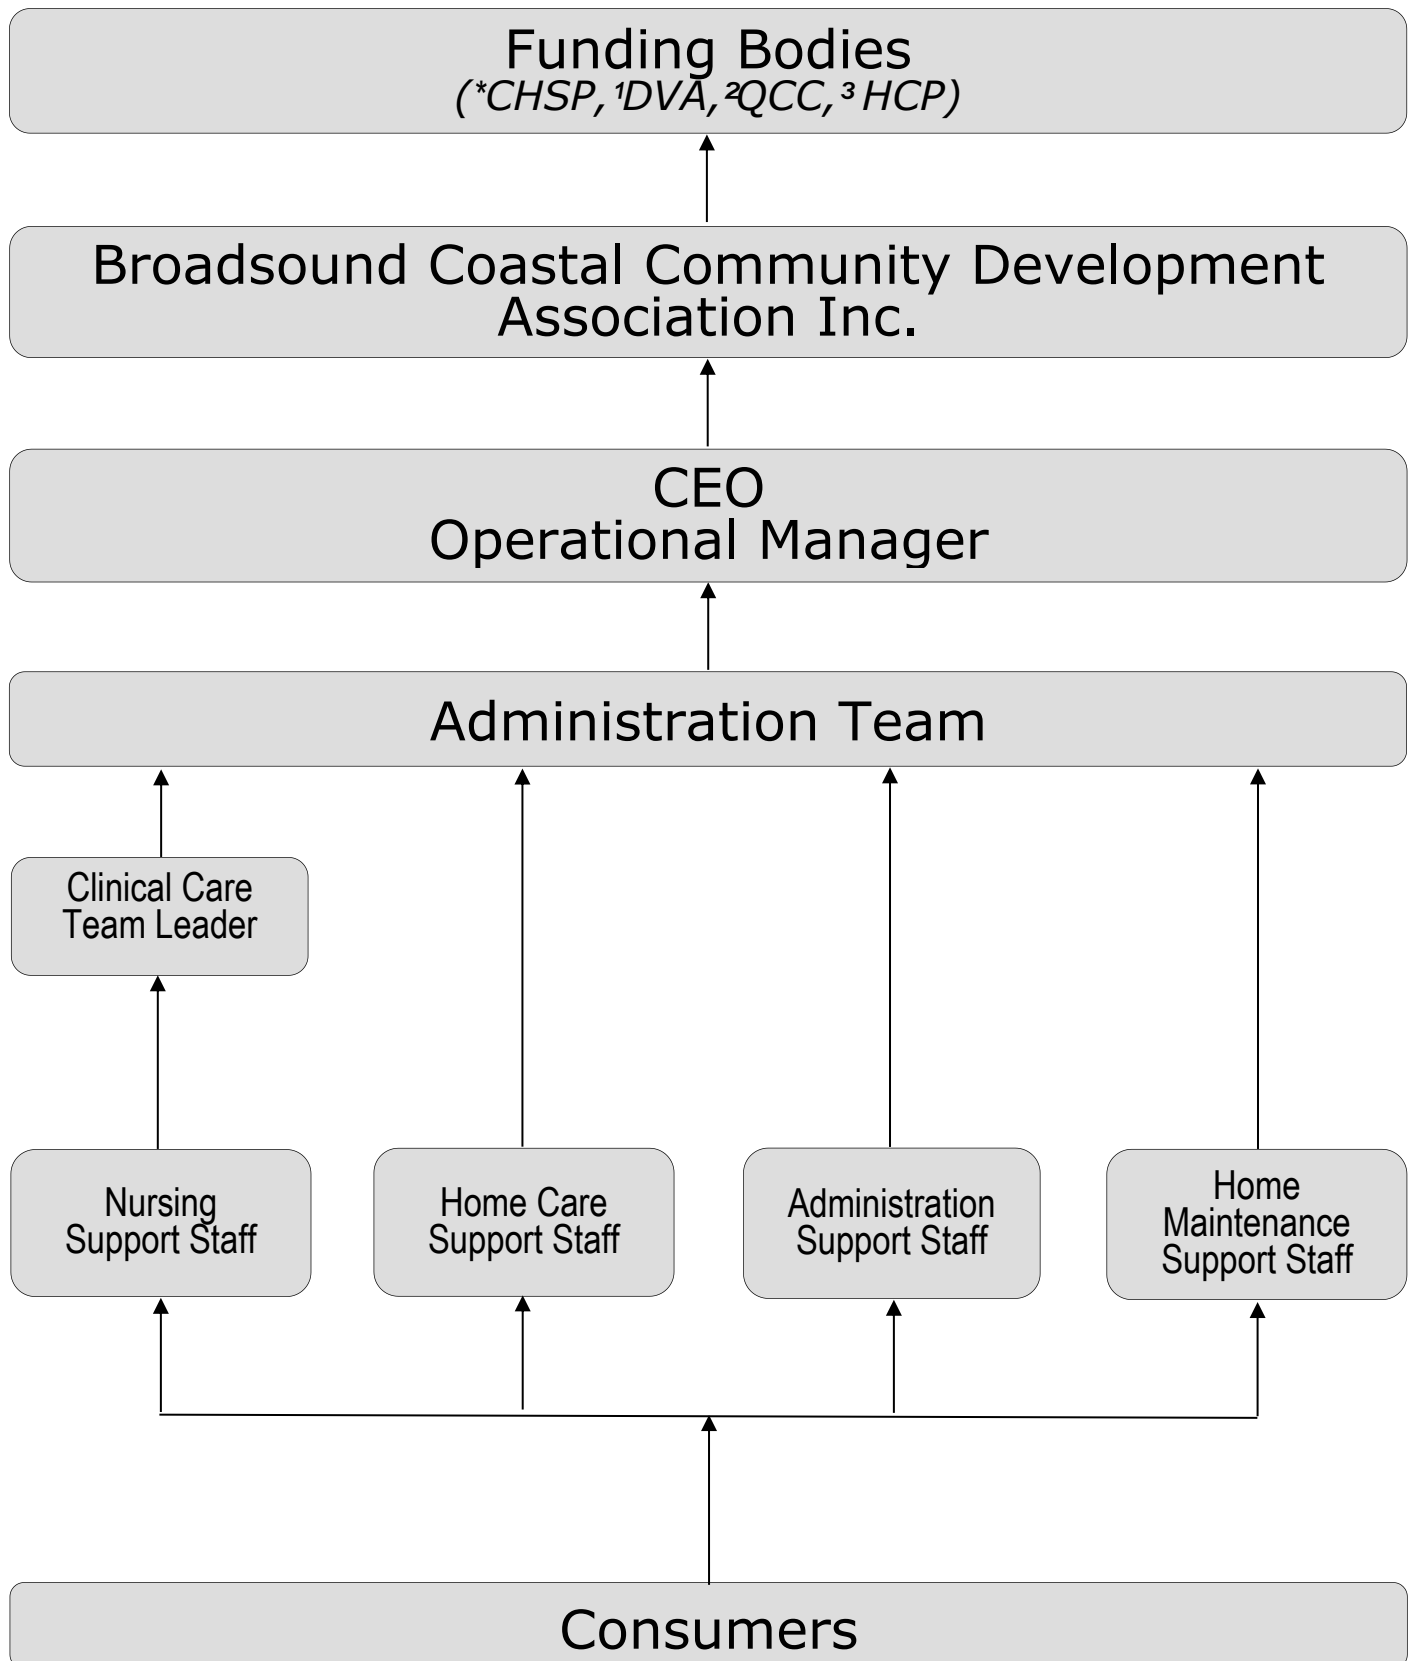 Funding Bodies
(*CHSP, ¹DVA, ²QCC, ³ HCP)
Broadsound Coastal Community Development
Association Inc.
CEO
Operational Manager
Administration Team
Clinical Care
Team Leader
Nursing
Support Staff
Home Care
Support Staff
Administration
Support Staff
Home
Maintenance
Support Staff
Consumers